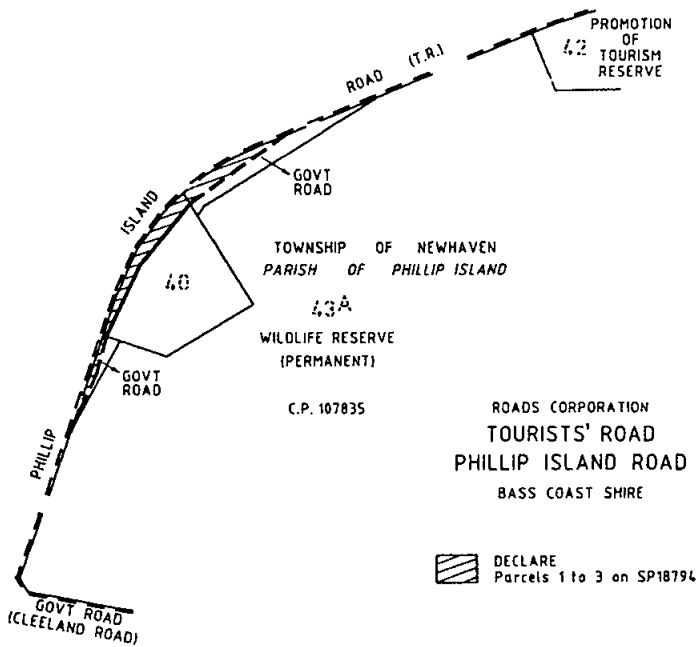 PHILLIP ISLAND ROAD (T.R.)
42
PROMOTION
OF
TOURISM
RESERVE
GOVT
ROAD
TOWNSHIP OF NEWHAVEN
PARISH OF PHILLIP ISLAND
40
43A
WILDLIFE RESERVE
(PERMANENT)
GOVT
ROAD
C.P. 107835
ROADS CORPORATION
TOURISTS' ROAD
PHILLIP ISLAND ROAD
BASS COAST SHIRE
DECLARE
Parcels 1 to 3 on SP18794
GOVT ROAD
(CLEELAND ROAD)